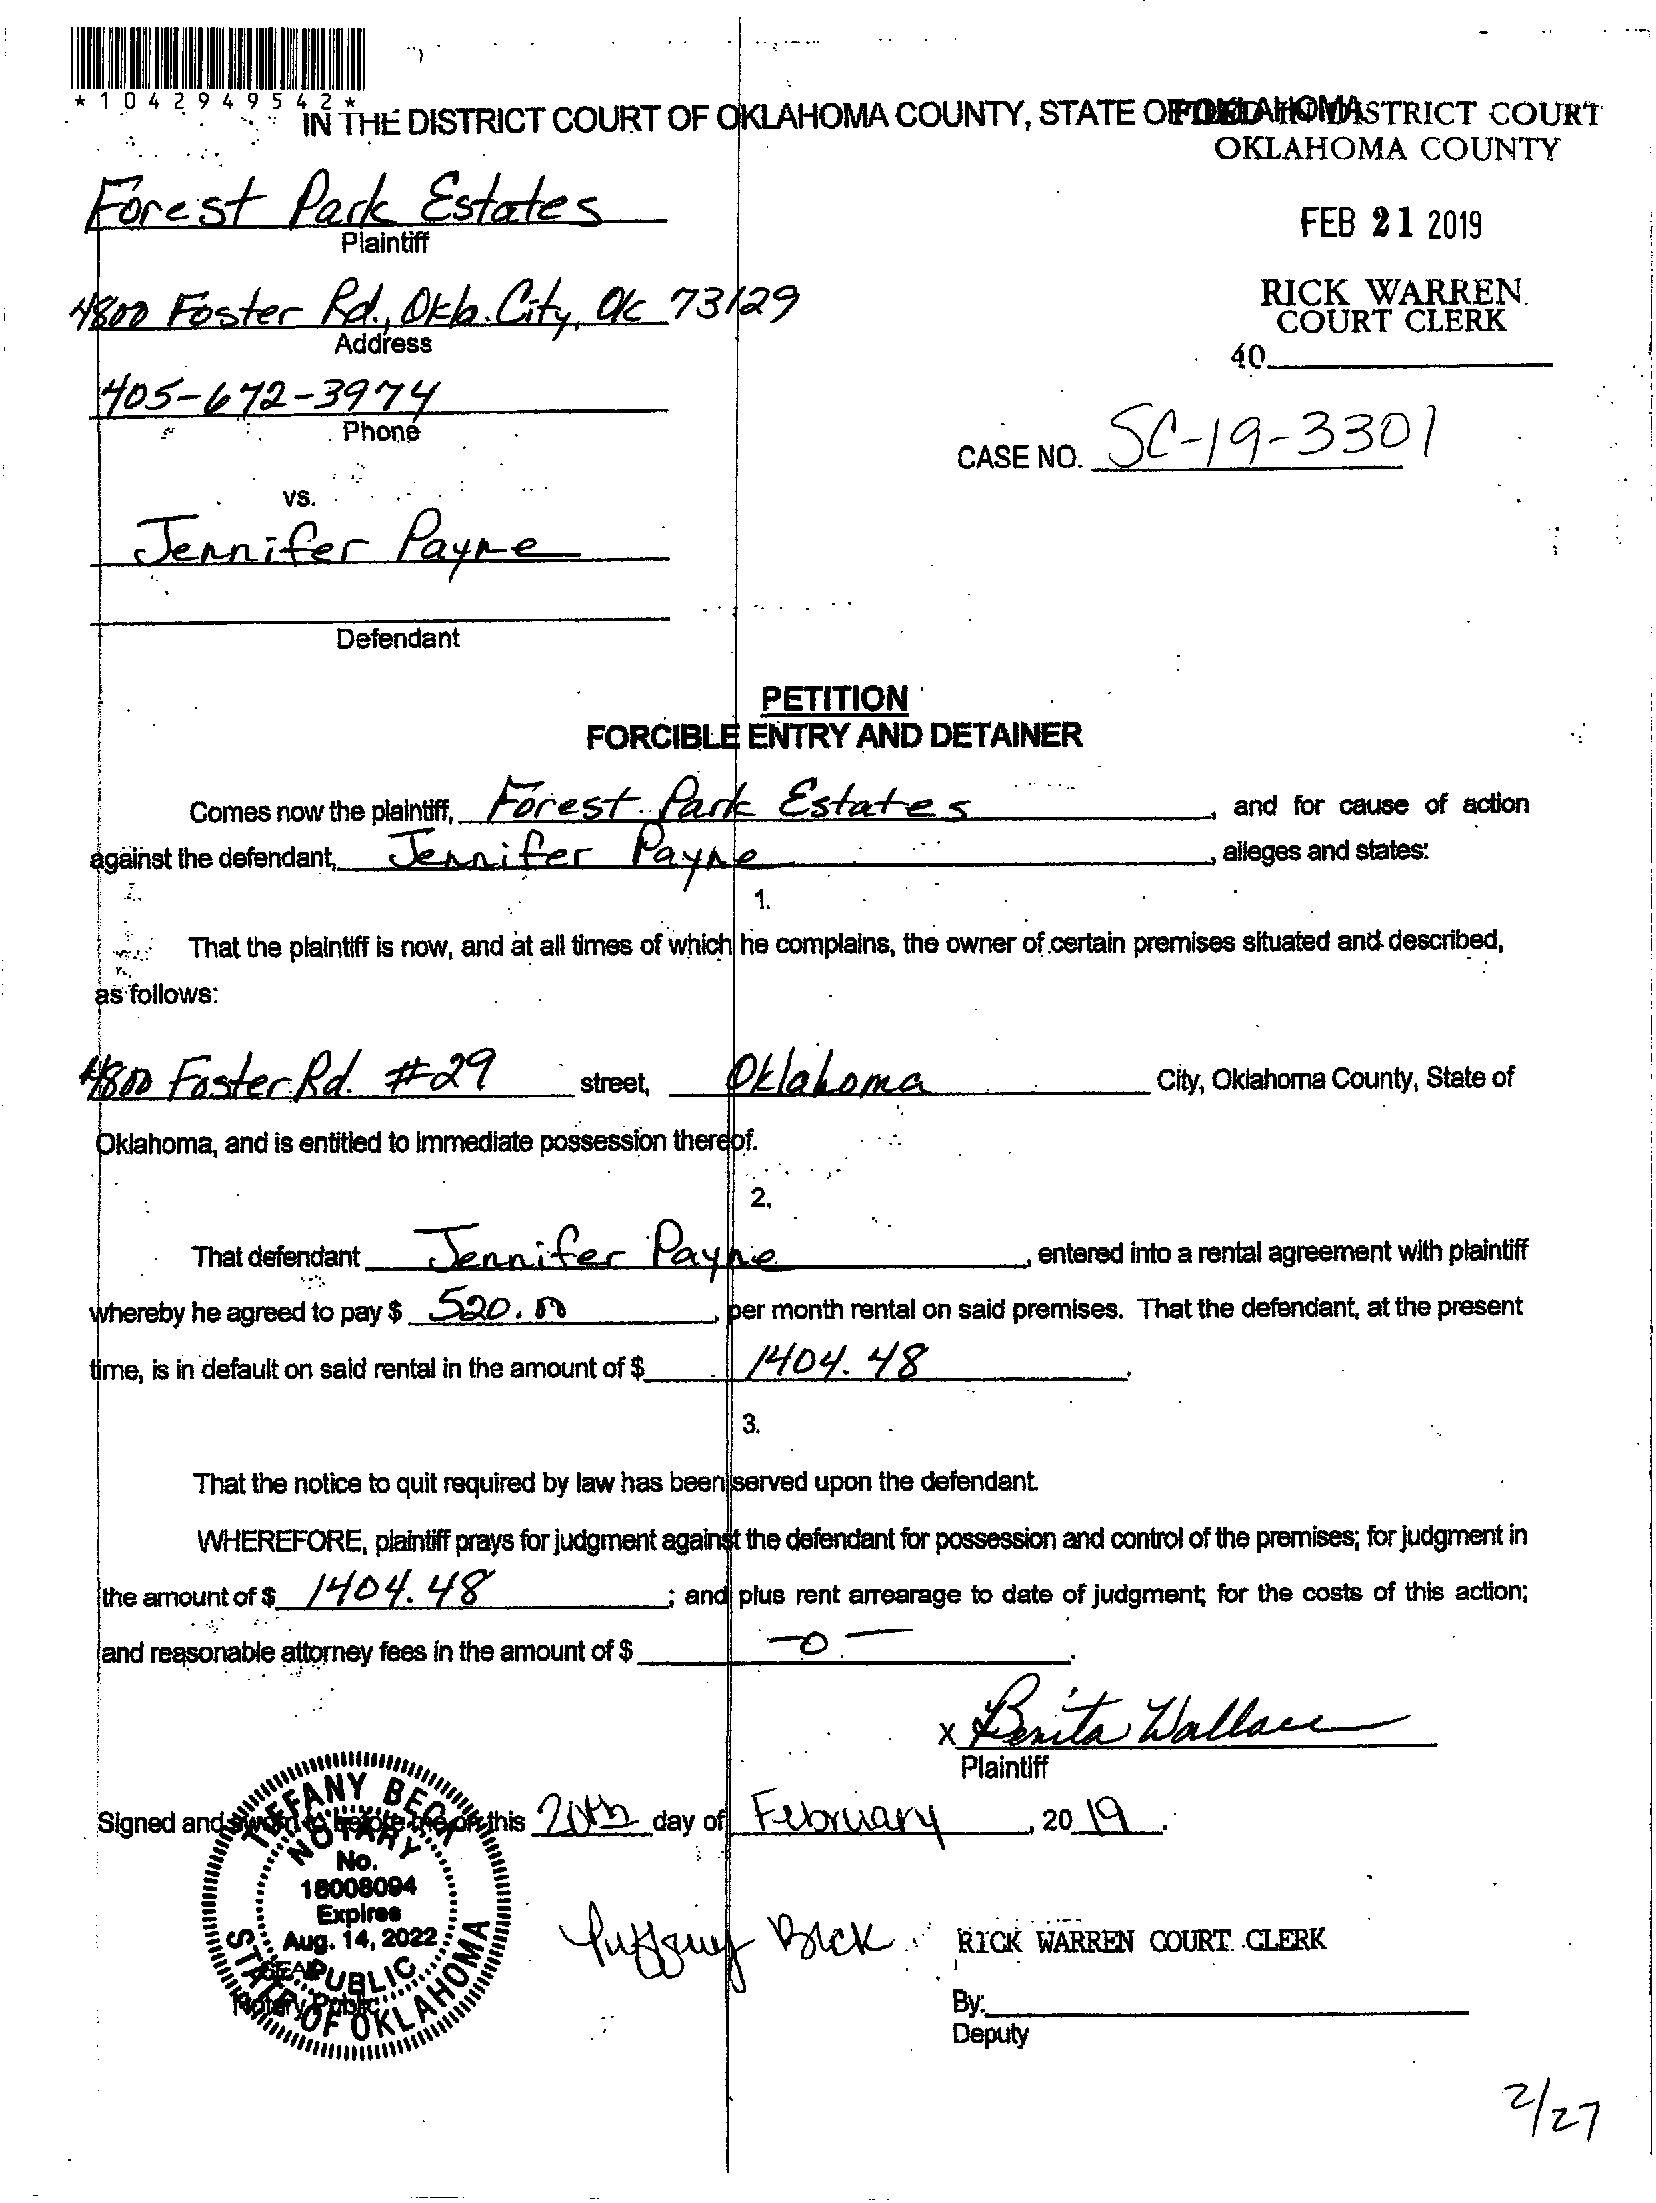 *1042949542*
IN THE DISTRICT COURT OF OKLAHOMA COUNTY, STATE OF OKLAHOMA
FILED IN DISTRICT COURT
OKLAHOMA COUNTY
Forest Park Estates
Plaintiff
FEB 21 2019
4800 Foster Rd., Okla. City, Ok 73129
Address
RICK WARREN
COURT CLERK
40
405-672-3974
Phone
CASE NO. SC-19-3301
vs.
Jennifer Payne
Defendant
PETITION
FORCIBLE ENTRY AND DETAINER
Comes now the plaintiff, Forest Park Estates, and for cause of action
against the defendant, Jennifer Payne, alleges and states:
1.
That the plaintiff is now, and at all times of which he complains, the owner of certain premises situated and described,
as follows:
4800 Foster Rd. #29 street, Oklahoma City, Oklahoma County, State of
Oklahoma, and is entitled to immediate possession thereof.
2.
That defendant Jennifer Payne, entered into a rental agreement with plaintiff
whereby he agreed to pay $ 520.00, per month rental on said premises. That the defendant, at the present
time, is in default on said rental in the amount of $ 1404.48.
3.
That the notice to quit required by law has been served upon the defendant.
WHEREFORE, plaintiff prays for judgment against the defendant for possession and control of the premises; for judgment in
the amount of $ 1404.48; and plus rent arrearage to date of judgment; for the costs of this action;
and reasonable attorney fees in the amount of $ -0-.
x Benita Wallace
Plaintiff
Signed and sworn to before me on this 20th day of February, 2019.
TIFFANY BECK
NOTARY
No.
18008094
Expires
Aug. 14, 2022
PUBLIC
STATE OF OKLAHOMA
SEAL
Notary Public
Tiffany Beck
RICK WARREN COURT CLERK
By:
Deputy
2/27